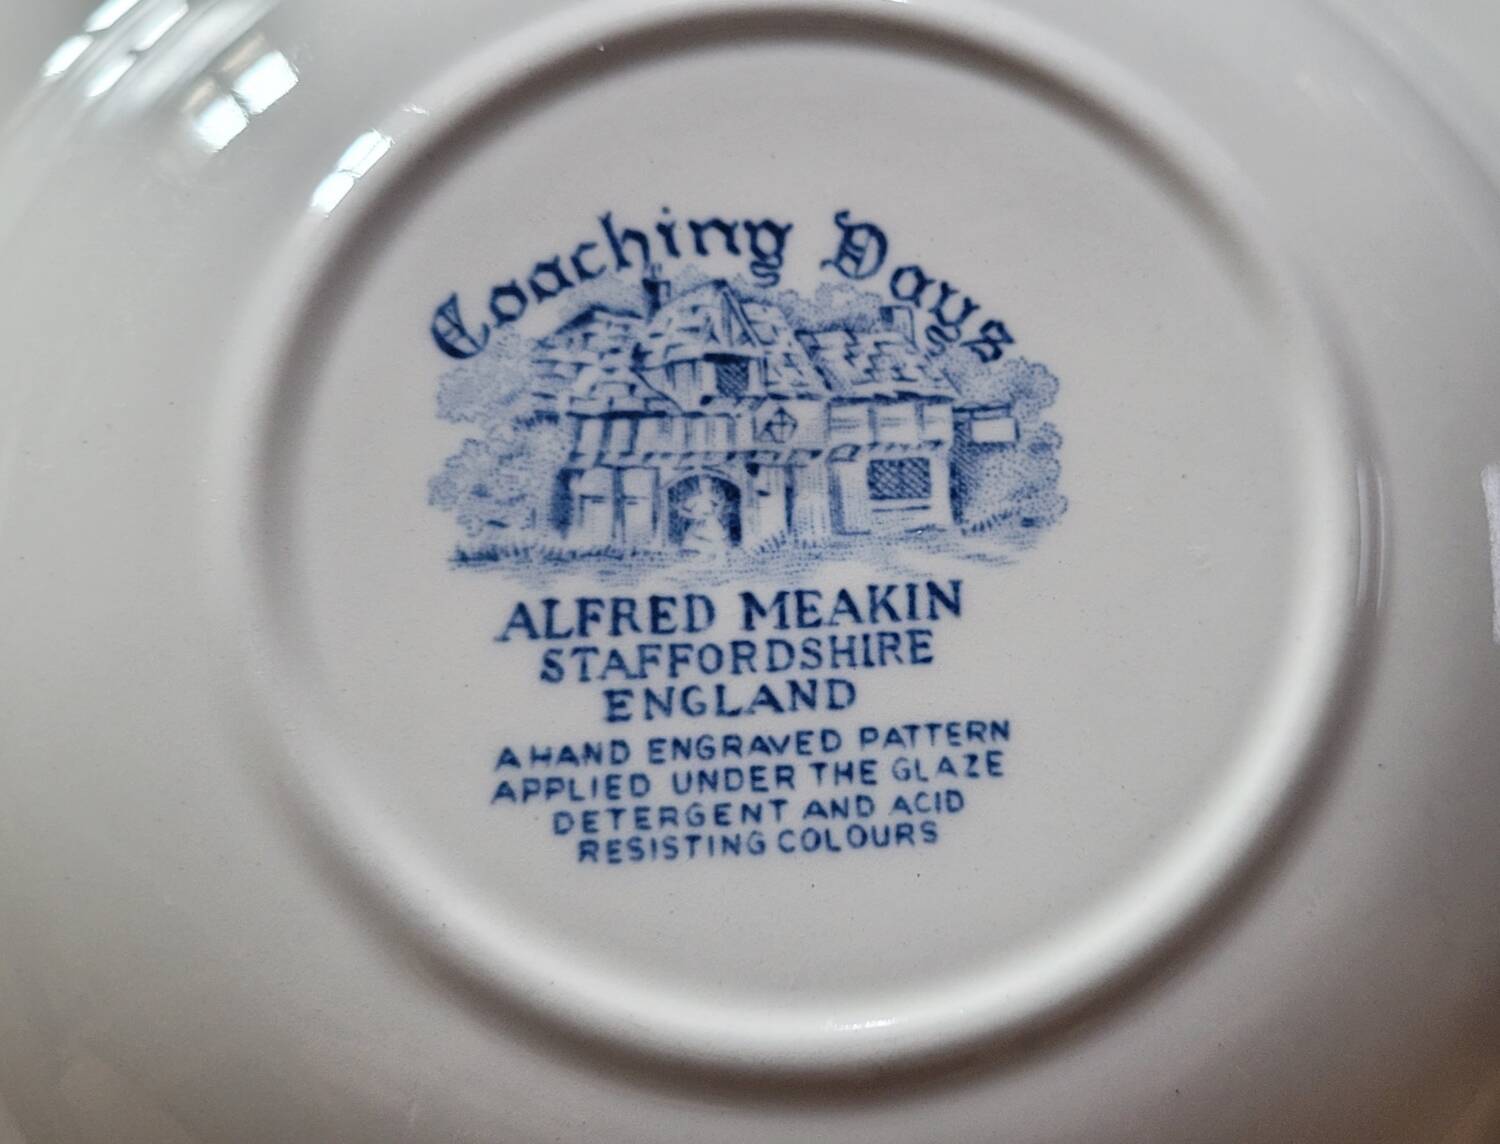 Coaching Days
ALFRED MEAKIN
STAFFORDSHIRE
ENGLAND
A HAND ENGRAVED PATTERN
APPLIED UNDER THE GLAZE
DETERGENT AND ACID
RESISTING COLOURS